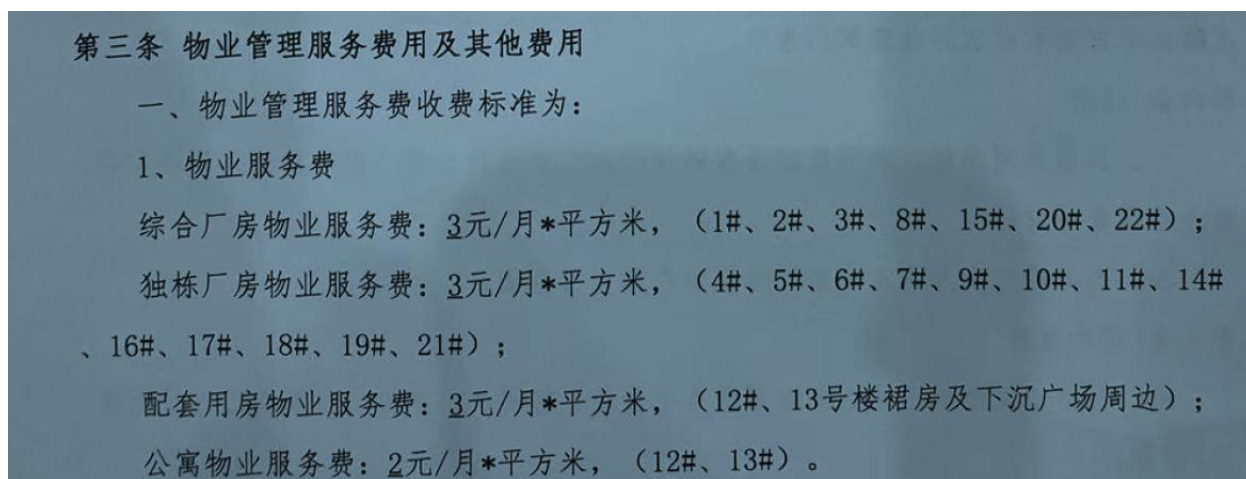 第三条 物业管理服务费用及其他费用
一、物业管理服务费收费标准为：
1、物业服务费
综合厂房物业服务费：3元/月*平方米，（1#、2#、3#、8#、15#、20#、22#）；
独栋厂房物业服务费：3元/月*平方米，（4#、5#、6#、7#、9#、10#、11#、14#
、16#、17#、18#、19#、21#）；
配套用房物业服务费：3元/月*平方米，（12#、13号楼裙房及下沉广场周边）；
公寓物业服务费：2元/月*平方米，（12#、13#）。